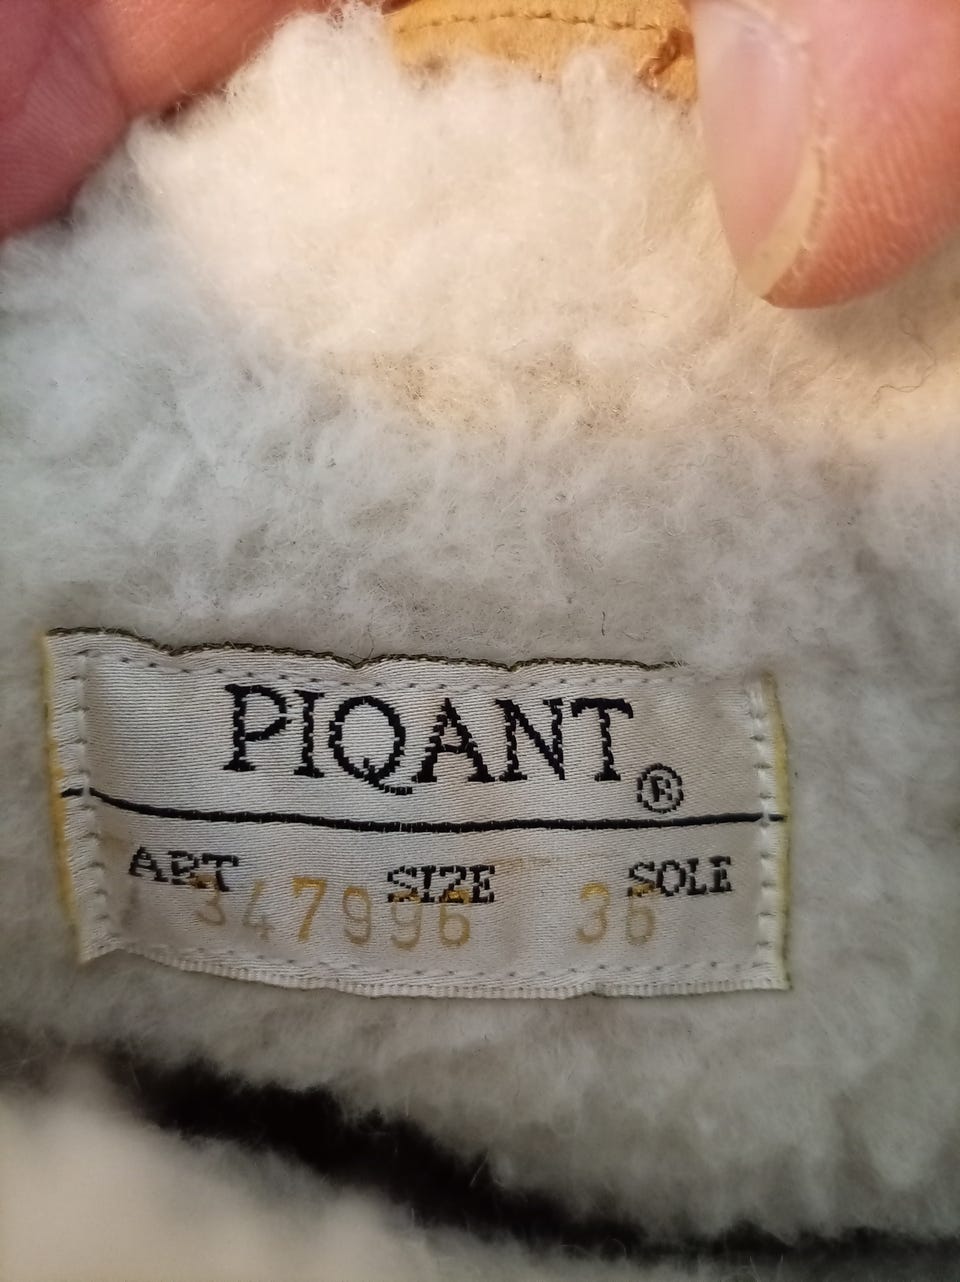 PIQANT®
ART SIZE SOLE
347996 36